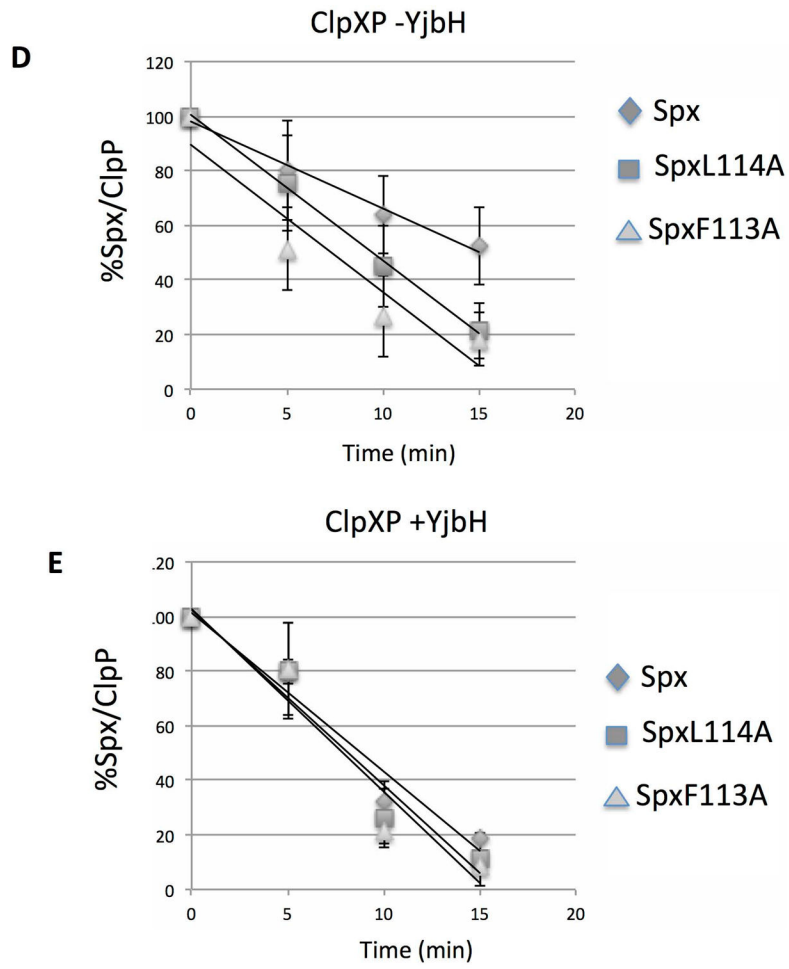 ClpXP -YjbH
D
120
100
80
60
40
20
0
%Spx/ClpP
0 5 10 15 20
Time (min)
Spx
SpxL114A
SpxF113A
ClpXP +YjbH
E
.20
.00
80
60
40
20
0
%Spx/ClpP
0 5 10 15 20
Time (min)
Spx
SpxL114A
SpxF113A